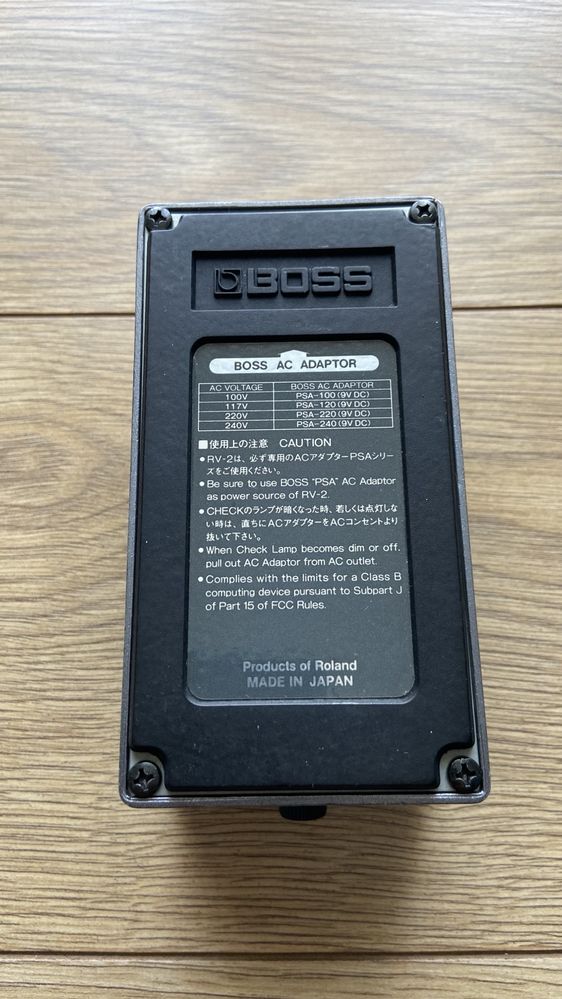 BOSS
BOSS AC ADAPTOR
AC VOLTAGE BOSS AC ADAPTOR
100V PSA-100 (9V DC)
117V PSA-120 (9V DC)
220V PSA-220 (9V DC)
240V PSA-240 (9V DC)
■使用上の注意 CAUTION
●RV-2は、必ず専用のACアダプターPSAシリー
ズをご使用ください。
●Be sure to use BOSS "PSA" AC Adaptor
as power source of RV-2.
●CHECKのランプが暗くなった時、若しくは点灯しな
い時は、直ちにACアダプターをACコンセントより
抜いて下さい。
●When Check Lamp becomes dim or off.
pull out AC Adaptor from AC outlet.
●Complies with the limits for a Class B
computing device pursuant to Subpart J
of Part 15 of FCC Rules.
Products of Roland
MADE IN JAPAN